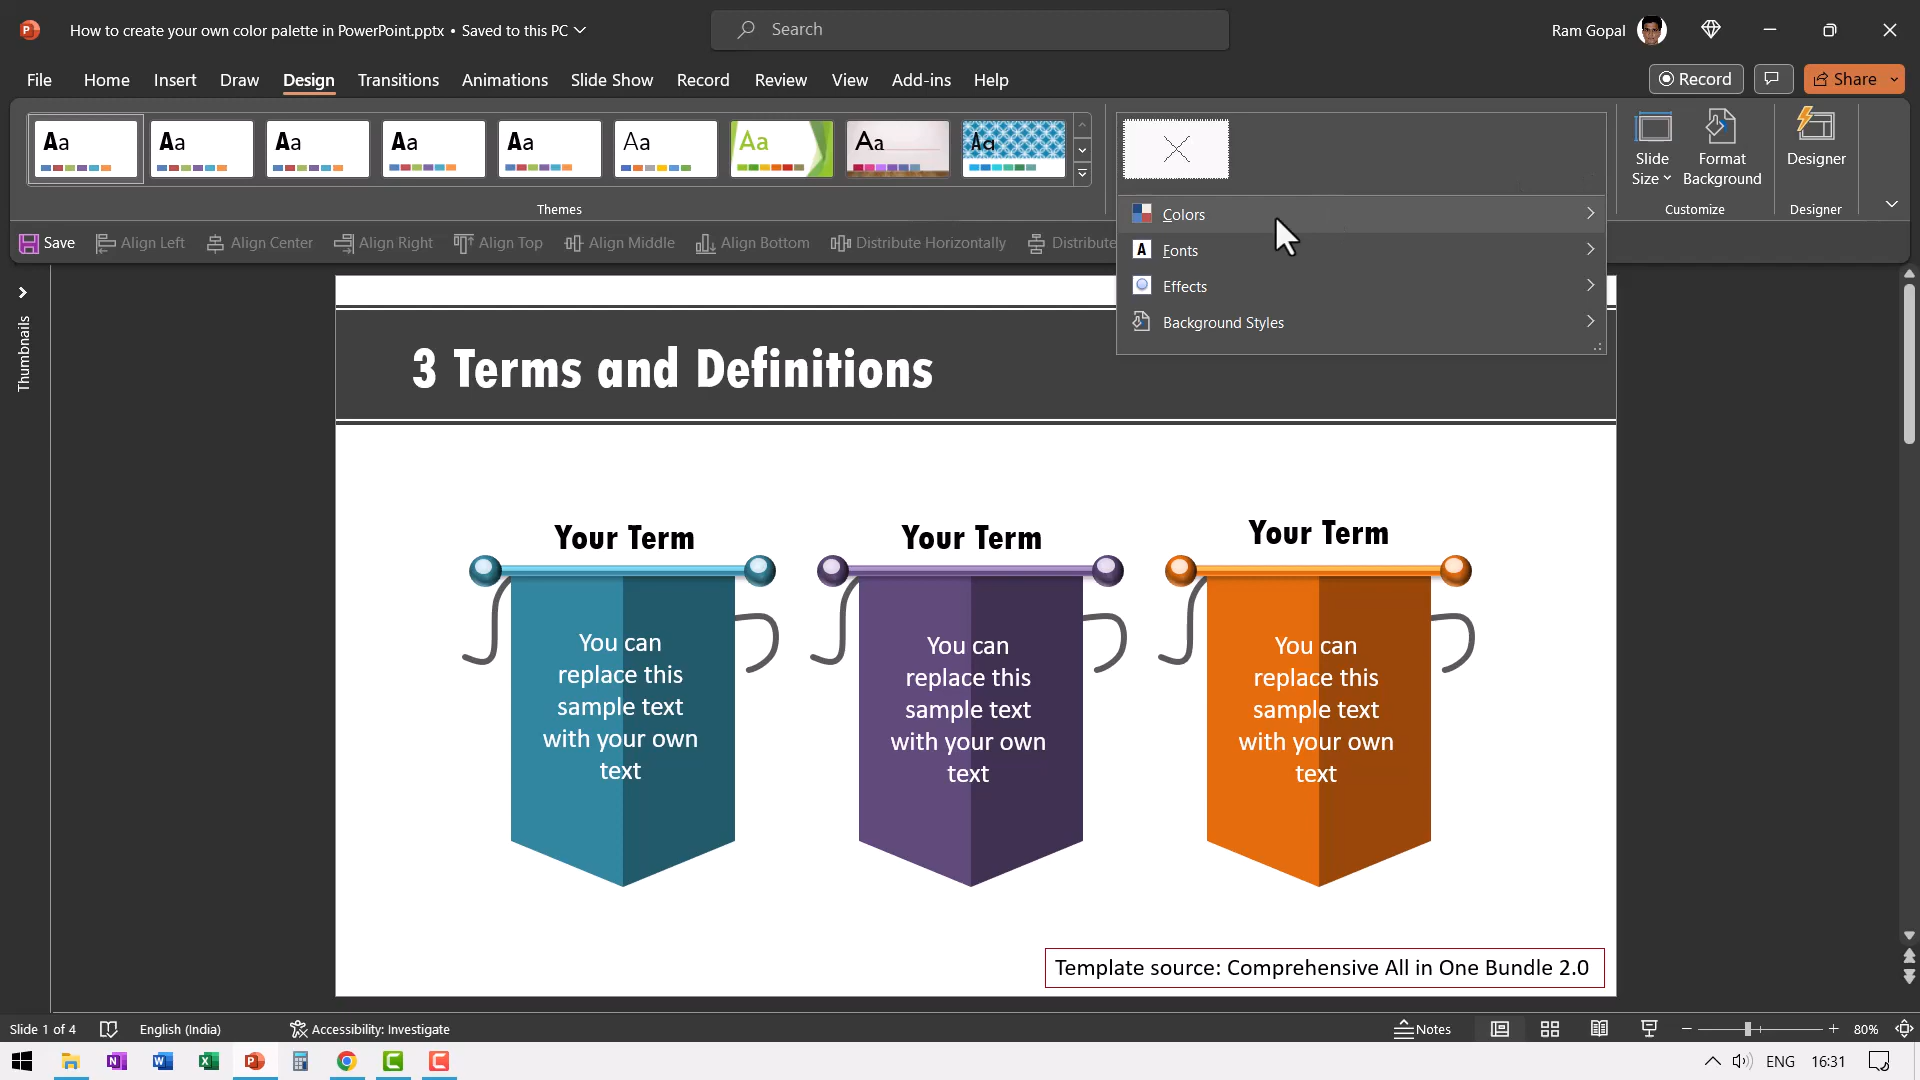 How to create your own color palette in PowerPoint.pptx • Saved to this PC
Search
Ram Gopal
File Home Insert Draw Design Transitions Animations Slide Show Record Review View Add-ins Help
Record
Share
Aa Aa Aa Aa Aa Aa Aa Aa Aa
Themes
Colors
Fonts
Effects
Background Styles
Slide Size
Format Background
Customize
Designer
Designer
Save Align Left Align Center Align Right Align Top Align Middle Align Bottom Distribute Horizontally Distribute
Thumbnails
3 Terms and Definitions
Your Term
You can
replace this
sample text
with your own
text
Your Term
You can
replace this
sample text
with your own
text
Your Term
You can
replace this
sample text
with your own
text
Template source: Comprehensive All in One Bundle 2.0
Slide 1 of 4 English (India) Accessibility: Investigate Notes 80%
ENG 16:31